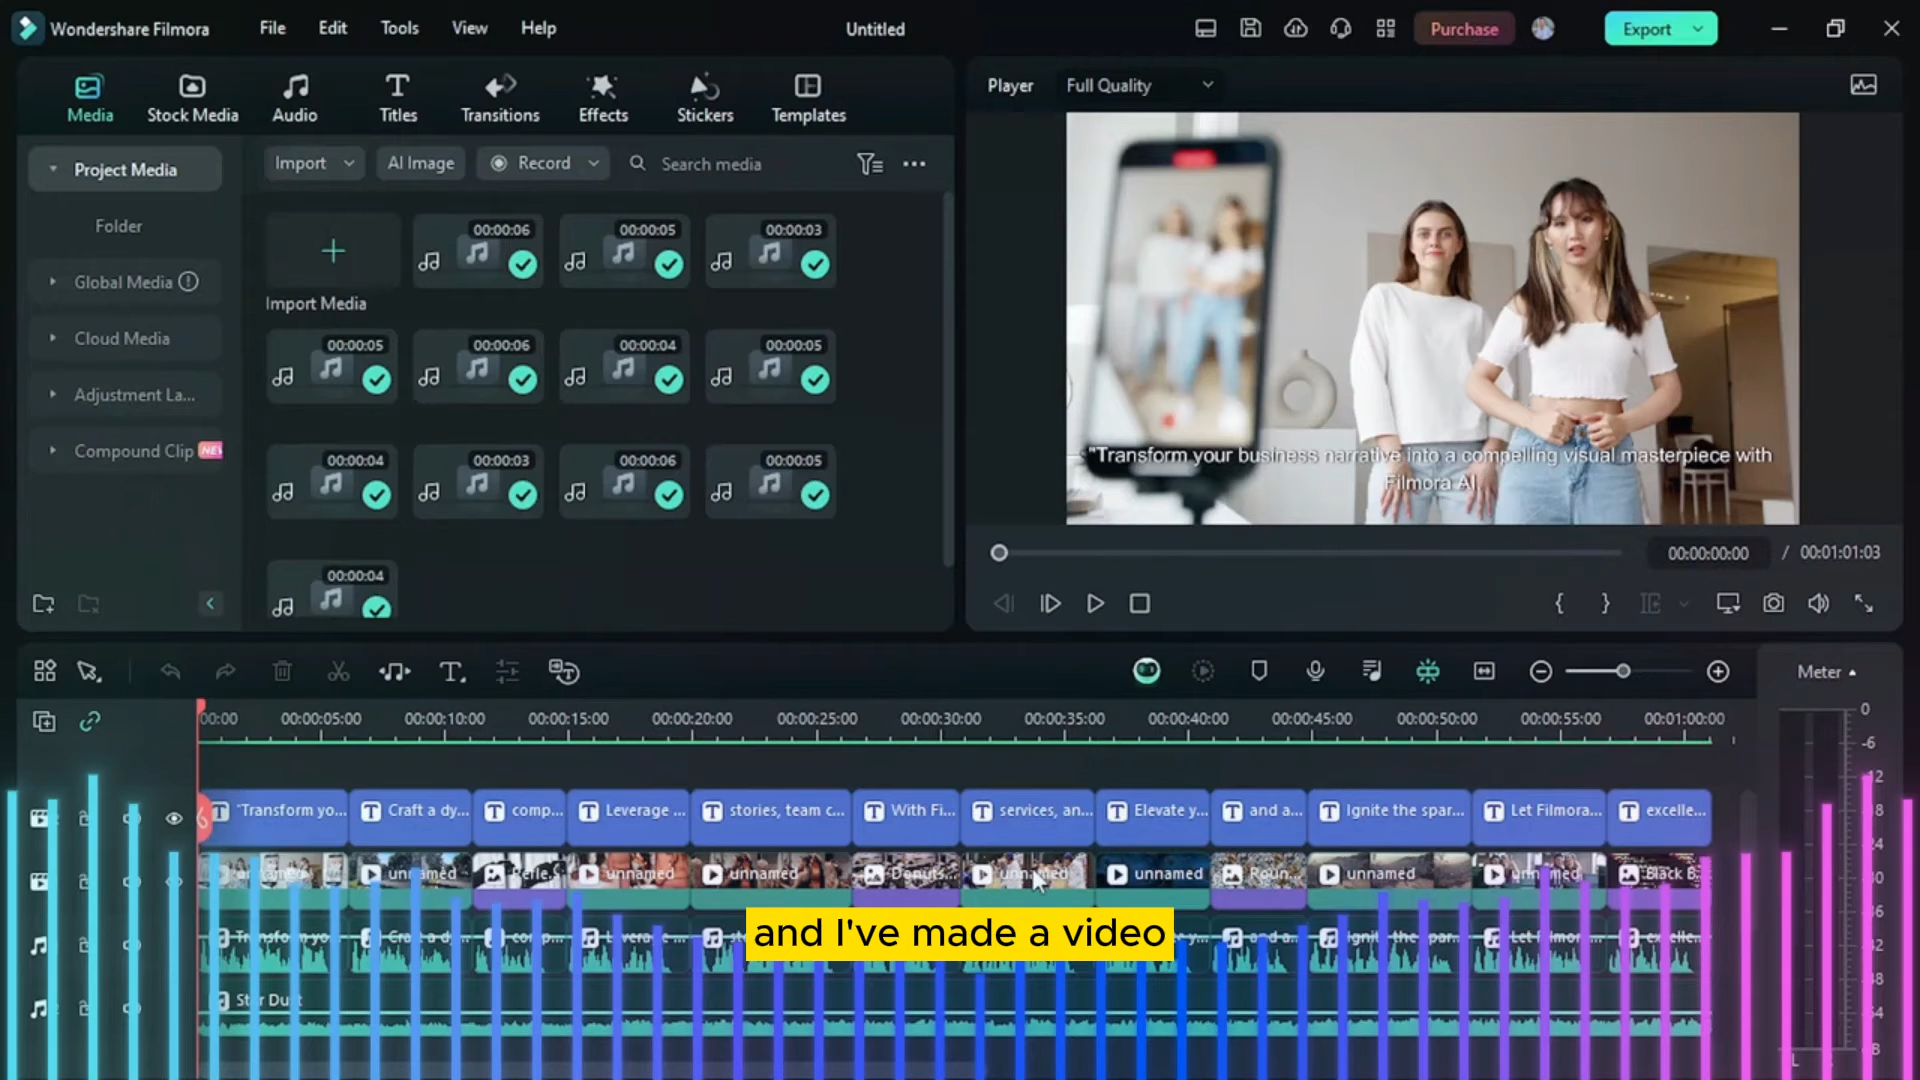 Wondershare Filmora File Edit Tools View Help Untitled Purchase Export
Media Stock Media Audio Titles Transitions Effects Stickers Templates
Player Full Quality
Project Media
Import AI Image Record Search media
Folder
Global Media
Cloud Media
Adjustment La...
Compound Clip
00:00:06 00:00:05 00:00:03
Import Media
00:00:05 00:00:06 00:00:04 00:00:05
00:00:04 00:00:03 00:00:06 00:00:05
00:00:04
"Transform your business narrative into a compelling visual masterpiece with
Filmora AI
00:00:00:00 / 00:01:01:03
Meter
00:00 00:00:05:00 00:00:10:00 00:00:15:00 00:00:20:00 00:00:25:00 00:00:30:00 00:00:35:00 00:00:40:00 00:00:45:00 00:00:50:00 00:00:55:00 00:01:00:00
0
-6
"Transform yo... Craft a dy... comp... Leverage ... stories, team c... With Fi... services, an... Elevate y... and a... Ignite the spar... Let Filmora... excelle...
unnamed unnamed unnamed unnamed unnamed unnamed unnamed unnamed Black B...
and I've made a video
Star Dust